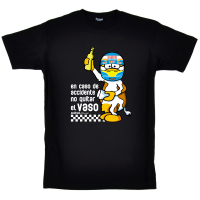 en caso de
accidente
no quitar
el vaso